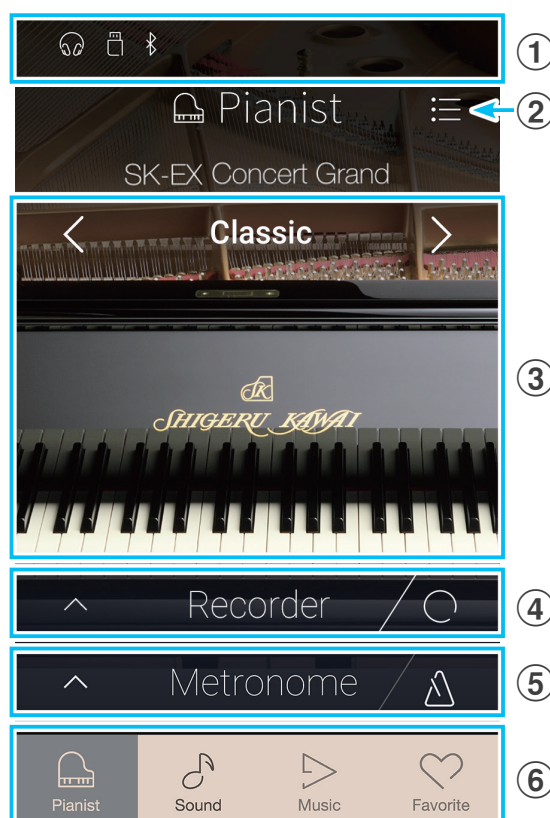 ①
Pianist
②
SK-EX Concert Grand
Classic
SK
SHIGERU KAWAI
③
Recorder
④
Metronome
⑤
Pianist Sound Music Favorite
⑥